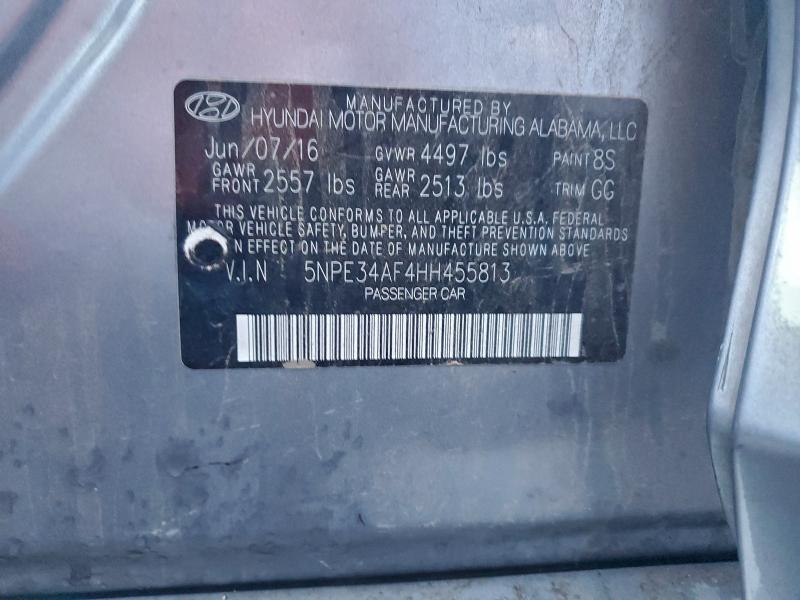 MANUFACTURED BY
HYUNDAI MOTOR MANUFACTURING ALABAMA, LLC
Jun/07/16 GVWR 4497 lbs PAINT 8S
GAWR FRONT 2557 lbs GAWR REAR 2513 lbs TRIM GG
THIS VEHICLE CONFORMS TO ALL APPLICABLE U.S.A. FEDERAL
MOTOR VEHICLE SAFETY, BUMPER, AND THEFT PREVENTION STANDARDS
IN EFFECT ON THE DATE OF MANUFACTURE SHOWN ABOVE
V.I.N 5NPE34AF4HH455813
PASSENGER CAR